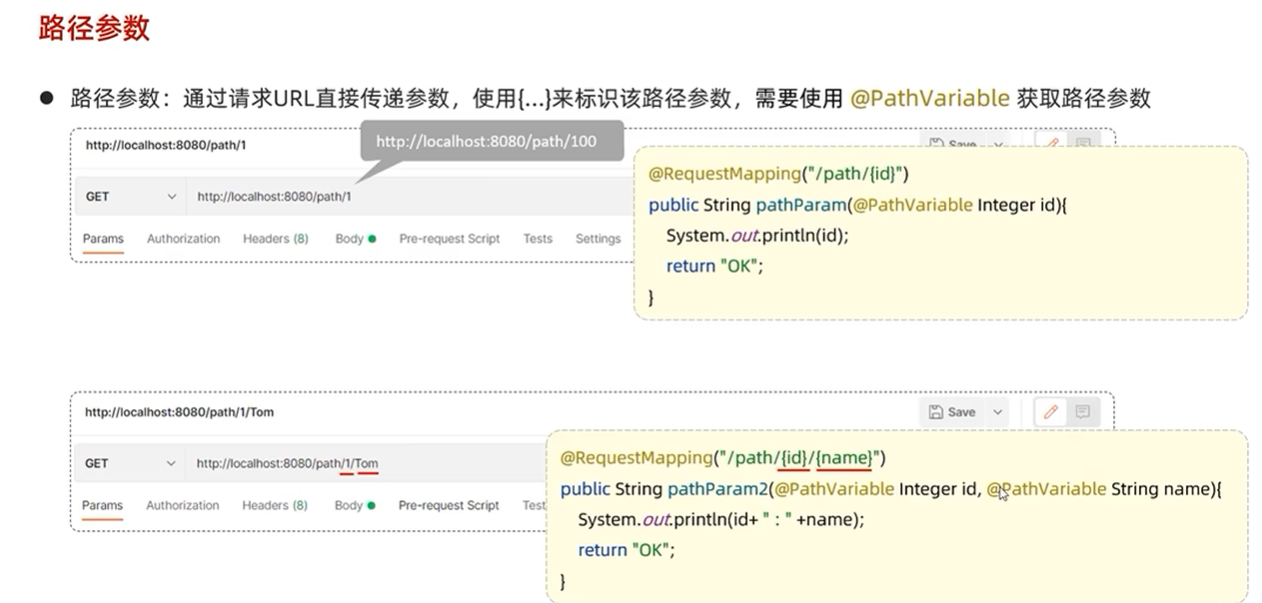 路径参数
● 路径参数：通过请求URL直接传递参数，使用{…}来标识该路径参数，需要使用 @PathVariable 获取路径参数
http://localhost:8080/path/1
http://localhost:8080/path/100
Save
GET http://localhost:8080/path/1
Params Authorization Headers (8) Body Pre-request Script Tests Settings
@RequestMapping("/path/{id}")
public String pathParam(@PathVariable Integer id){
System.out.println(id);
return "OK";
}
http://localhost:8080/path/1/Tom
Save
GET http://localhost:8080/path/1/Tom
Params Authorization Headers (8) Body Pre-request Script Test
@RequestMapping("/path/{id}/{name}")
public String pathParam2(@PathVariable Integer id, @PathVariable String name){
System.out.println(id+ " : " +name);
return "OK";
}